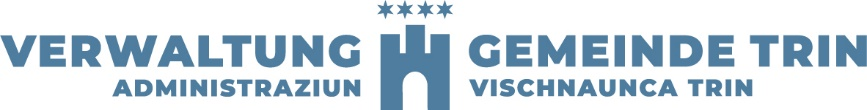 VERWALTUNG GEMEINDE TRIN
ADMINISTRAZIUN VISCHNAUNCA TRIN